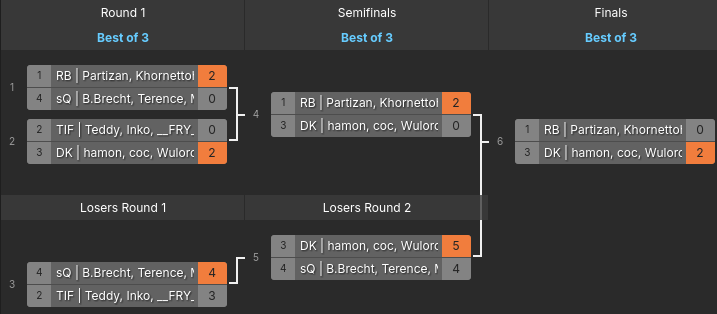 Round 1 Semifinals Finals
Best of 3 Best of 3 Best of 3
1
1 RB | Partizan, Khornettol 2
4 sQ | B.Brecht, Terence, 0
2
2 TIF | Teddy, Inko, __FRY_ 0
3 DK | hamon, coc, Wulord 2
4
1 RB | Partizan, Khornettol 2
3 DK | hamon, coc, Wulord 0
6
1 RB | Partizan, Khornettol 0
3 DK | hamon, coc, Wulord 2
Losers Round 1 Losers Round 2
3
4 sQ | B.Brecht, Terence, 4
2 TIF | Teddy, Inko, __FRY_ 3
5
3 DK | hamon, coc, Wulord 5
4 sQ | B.Brecht, Terence, 4